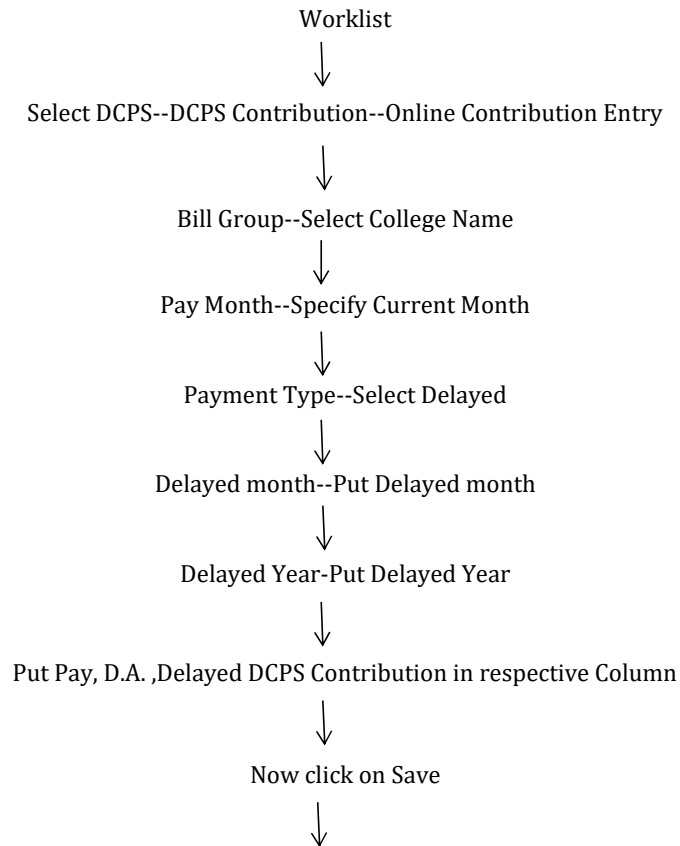 Worklist
Select DCPS--DCPS Contribution--Online Contribution Entry
Bill Group--Select College Name
Pay Month--Specify Current Month
Payment Type--Select Delayed
Delayed month--Put Delayed month
Delayed Year-Put Delayed Year
Put Pay, D.A. ,Delayed DCPS Contribution in respective Column
Now click on Save